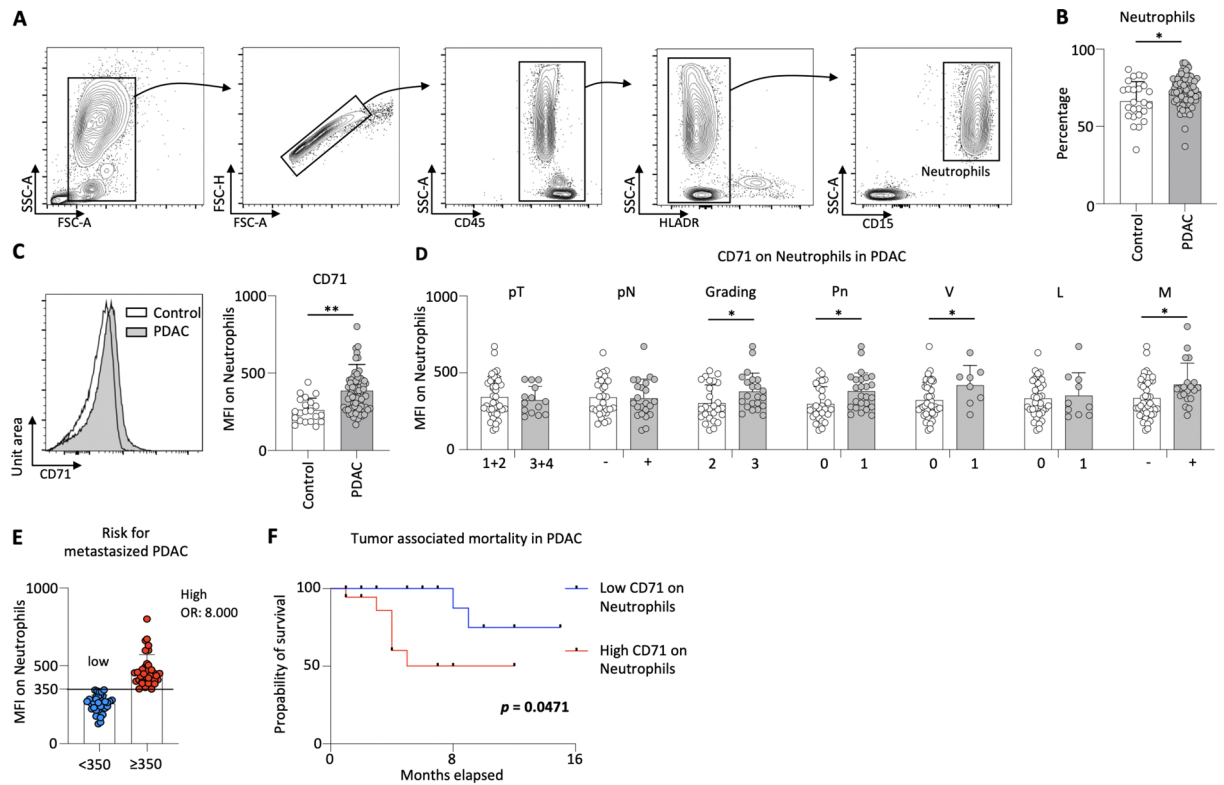 A
SSC-A
FSC-A
FSC-H
FSC-A
SSC-A
CD45
SSC-A
HLADR
SSC-A
CD15
Neutrophils
B
Neutrophils
*
Percentage
100
50
0
Control
PDAC
C
Control
PDAC
Unit area
CD71
CD71
**
MFI on Neutrophils
1000
500
0
Control
PDAC
D
CD71 on Neutrophils in PDAC
pT
pN
Grading
Pn
V
L
M
*
*
*
*
MFI on Neutrophils
1000
500
0
1+2
3+4
-
+
2
3
0
1
0
1
0
1
-
+
E
Risk for
metastasized PDAC
High
OR: 8.000
low
MFI on Neutrophils
1000
500
350
0
<350
≥350
F
Tumor associated mortality in PDAC
Propability of survival
100
50
0
0
8
16
Months elapsed
Low CD71 on
Neutrophils
High CD71 on
Neutrophils
p = 0.0471